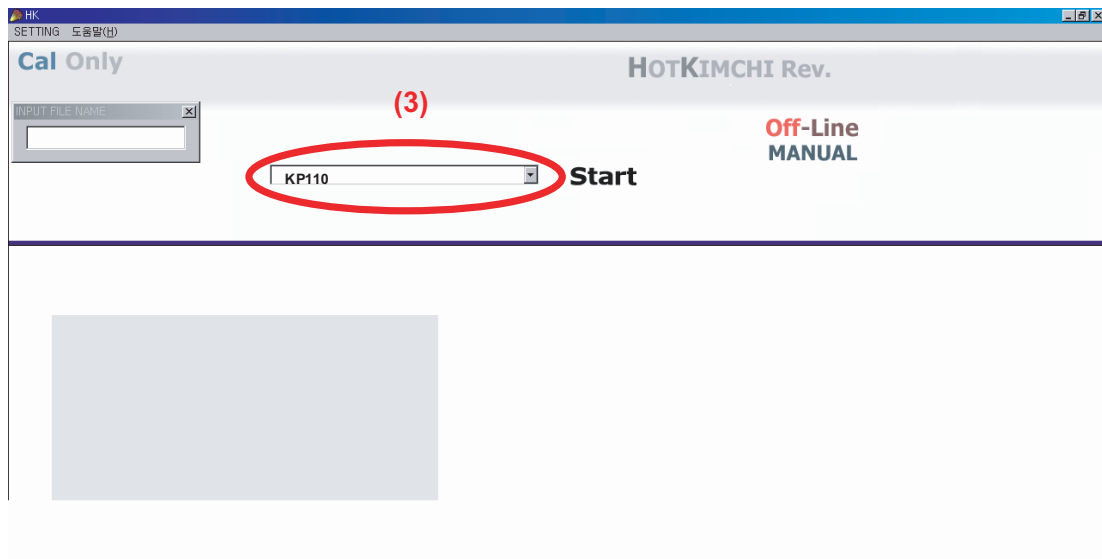 HK
SETTING 도움말(H)
Cal Only
HOTKIMCHI Rev.
INPUT FILE NAME
(3)
Off-Line
MANUAL
KP110
Start